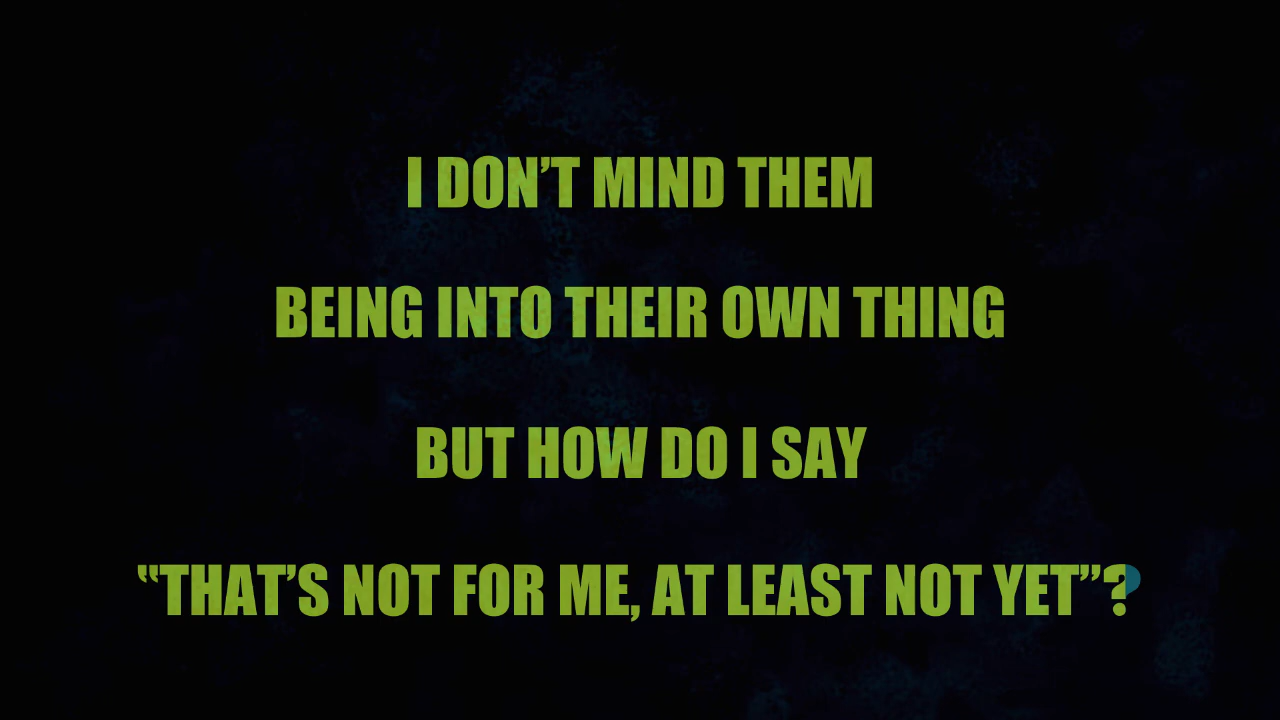 I DON’T MIND THEM
BEING INTO THEIR OWN THING
BUT HOW DO I SAY
“THAT’S NOT FOR ME, AT LEAST NOT YET”?